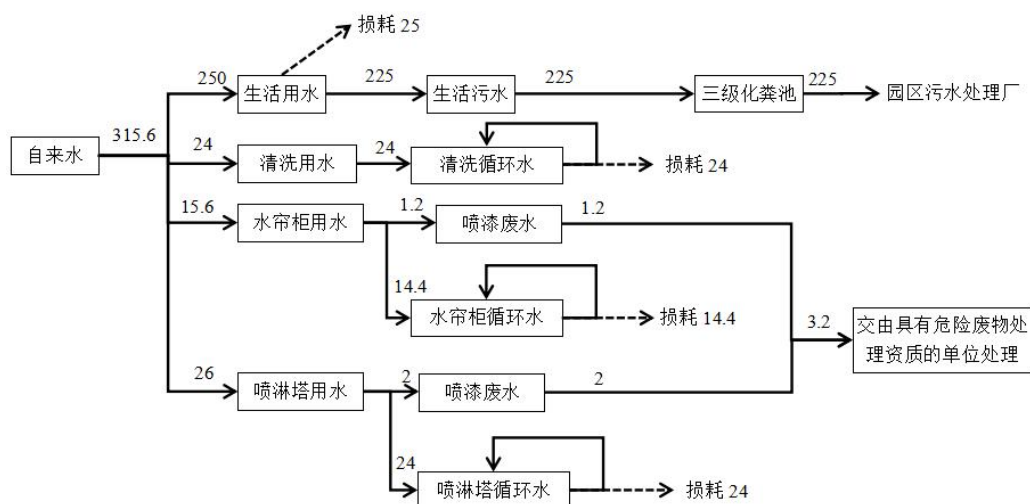 损耗 25
250
生活用水
225
生活污水
225
三级化粪池
225
园区污水处理厂
自来水
315.6
24
清洗用水
24
清洗循环水
损耗 24
15.6
水帘柜用水
1.2
喷漆废水
1.2
14.4
水帘柜循环水
损耗 14.4
3.2
交由具有危险废物处
理资质的单位处理
26
喷淋塔用水
2
喷漆废水
2
24
喷淋塔循环水
损耗 24